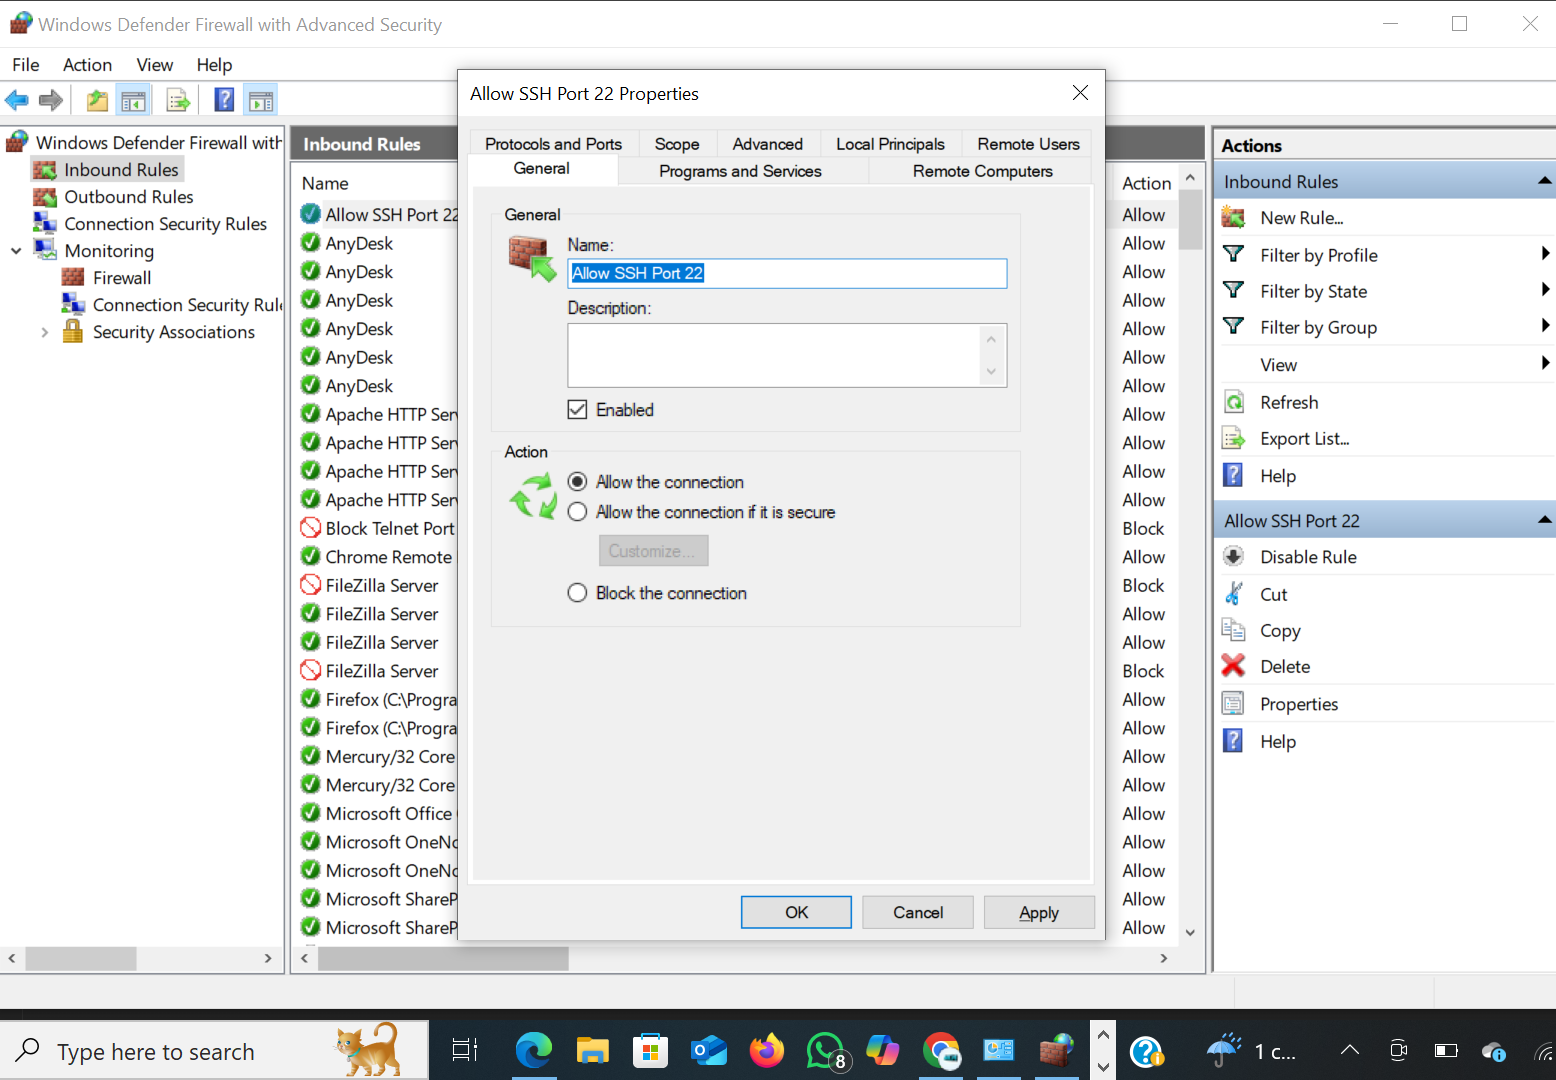 Windows Defender Firewall with Advanced Security
File Action View Help
Windows Defender Firewall with
Inbound Rules
Outbound Rules
Connection Security Rules
Monitoring
Firewall
Connection Security Rule
Security Associations
Inbound Rules
Name
Action
Allow SSH Port 22
Allow
AnyDesk
Allow
AnyDesk
Allow
AnyDesk
Allow
AnyDesk
Allow
AnyDesk
Allow
AnyDesk
Allow
Apache HTTP Serv
Allow
Apache HTTP Serv
Allow
Apache HTTP Serv
Allow
Apache HTTP Serv
Allow
Block Telnet Port
Block
Chrome Remote
Allow
FileZilla Server
Block
FileZilla Server
Allow
FileZilla Server
Allow
FileZilla Server
Block
Firefox (C:\Progra
Allow
Firefox (C:\Progra
Allow
Mercury/32 Core
Allow
Mercury/32 Core
Allow
Microsoft Office
Allow
Microsoft OneNo
Allow
Microsoft OneNo
Allow
Microsoft ShareP
Allow
Microsoft ShareP
Allow
Allow SSH Port 22 Properties
Protocols and Ports Scope Advanced Local Principals Remote Users
General Programs and Services Remote Computers
General
Name:
Allow SSH Port 22
Description:
Enabled
Action
Allow the connection
Allow the connection if it is secure
Customize...
Block the connection
OK Cancel Apply
Actions
Inbound Rules
New Rule...
Filter by Profile
Filter by State
Filter by Group
View
Refresh
Export List...
Help
Allow SSH Port 22
Disable Rule
Cut
Copy
Delete
Properties
Help
Type here to search
8
1 c...